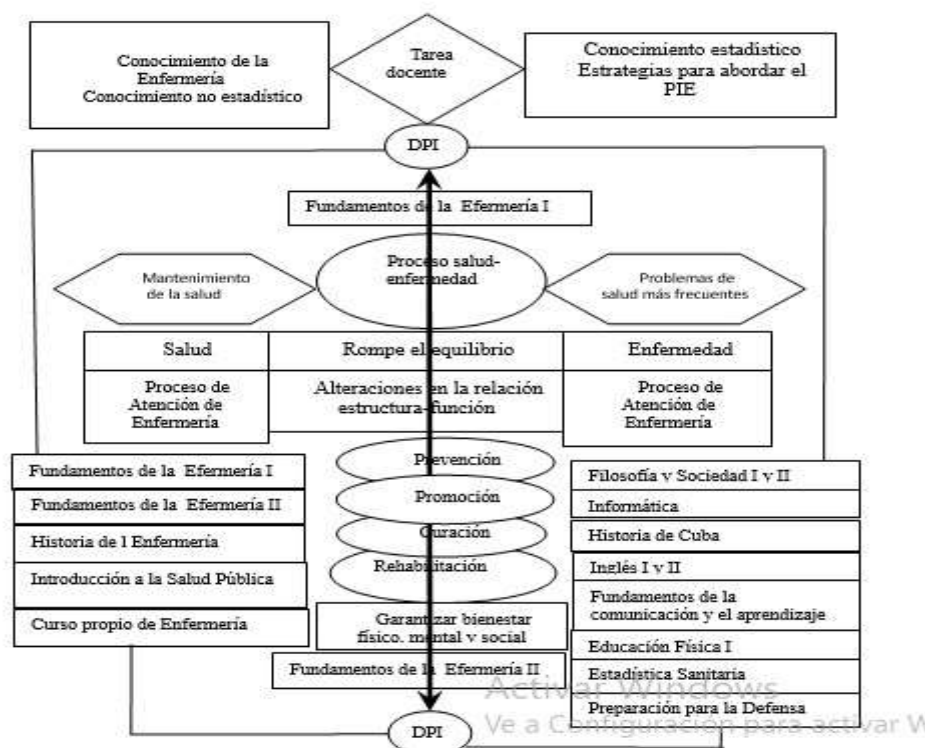 Conocimiento de la
Enfermería
Conocimiento no estadístico
Tarea
docente
Conocimiento estadístico
Estrategias para abordar el
PIE
DPI
Fundamentos de la Efermería I
Mantenimiento
de la salud
Proceso salud-
enfermedad
Problemas de
salud más frecuentes
Salud
Rompe el equilibrio
Enfermedad
Proceso de
Atención de
Enfermería
Alteraciones en la relación
estructura-función
Proceso de
Atención de
Enfermería
Prevención
Promoción
Curación
Rehabilitación
Garantizar bienestar
físico. mental y social
Fundamentos de la Efermería II
Fundamentos de la Efermería I
Fundamentos de la Efermería II
Historia de l Enfermería
Introducción a la Salud Pública
Curso propio de Enfermería
Filosofía y Sociedad I y II
Informática
Historia de Cuba
Inglés I y II
Fundamentos de la
comunicación y el aprendizaje
Educación Física I
Estadística Sanitaria
Preparación para la Defensa
DPI
Activar Windows
Ve a Configuración para activar W